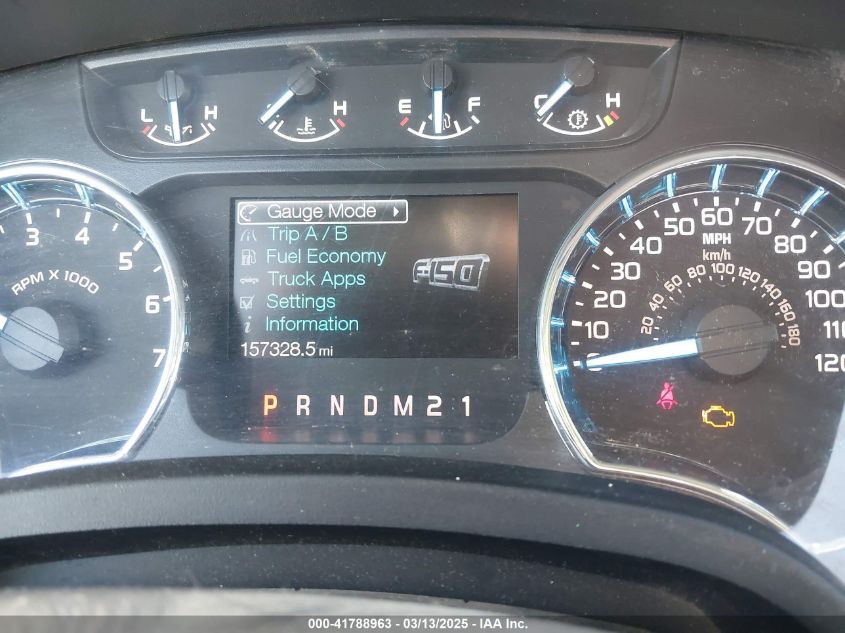 L H H E F C H
Gauge Mode
Trip A / B
Fuel Economy
Truck Apps
Settings
Information
157328.5 mi
F-150
P R N D M 2 1
3 4 5 6 7
RPM X 1000
0 10 20 30 40 50 60 70 80 90 100 110 120
MPH
km/h
20 40 60 80 100 120 140 160 180
000-41788963 - 03/13/2025 - IAA Inc.